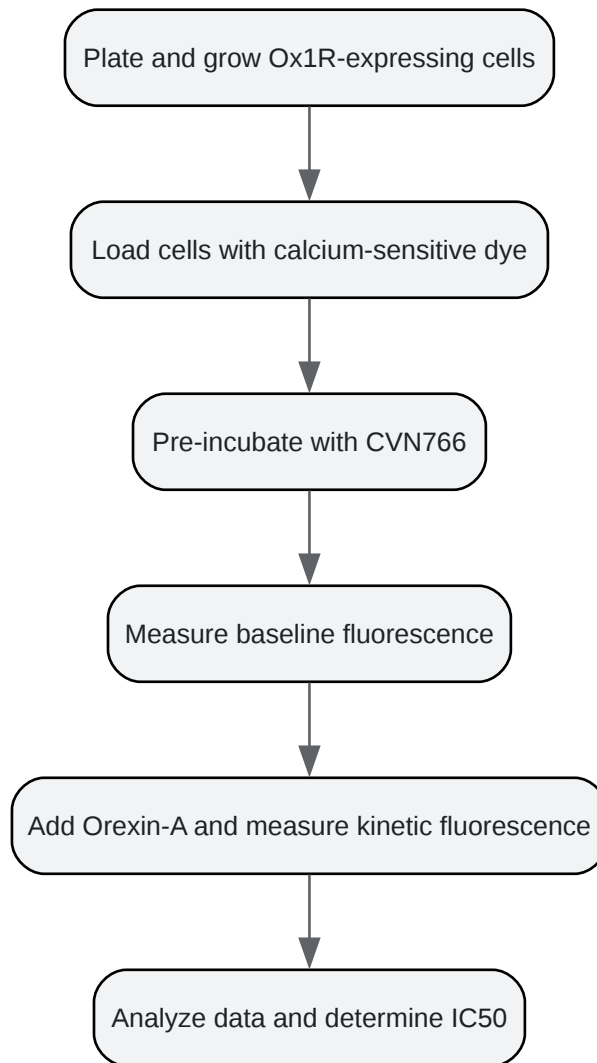 Plate and grow Ox1R-expressing cells
Load cells with calcium-sensitive dye
Pre-incubate with CVN766
Measure baseline fluorescence
Add Orexin-A and measure kinetic fluorescence
Analyze data and determine IC50